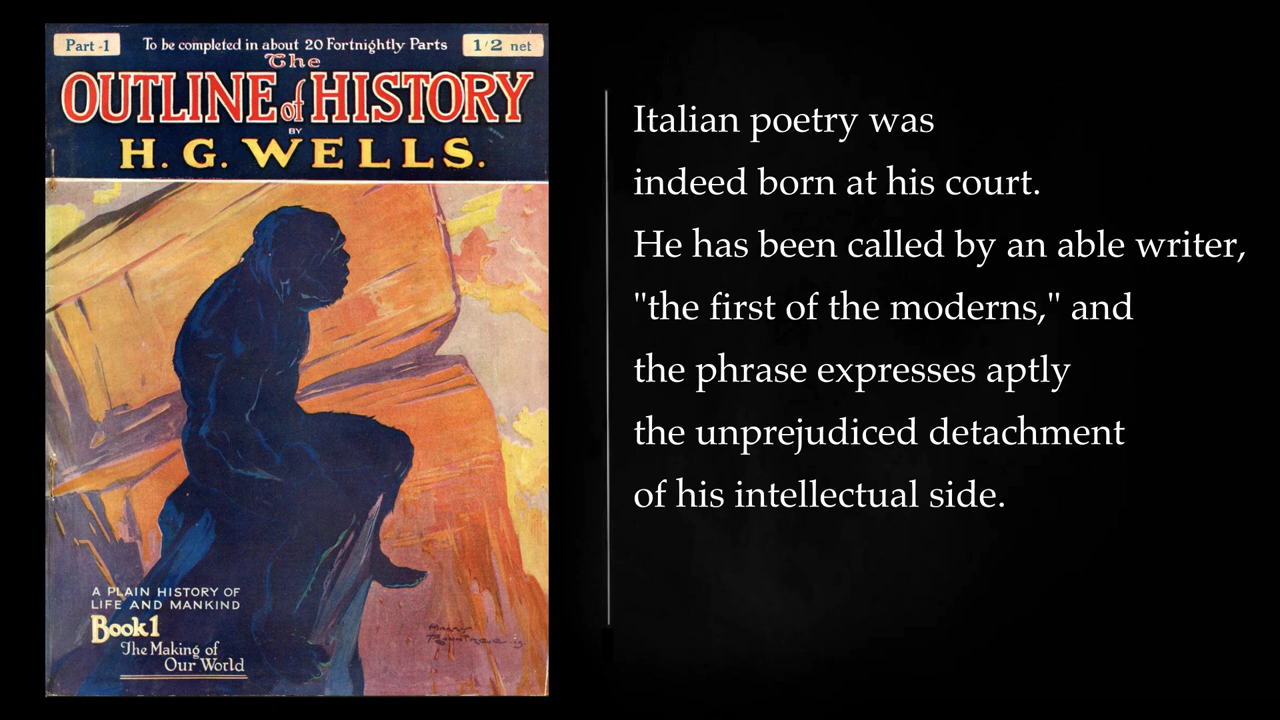 Part -1
To be completed in about 20 Fortnightly Parts
1/2 net
The
OUTLINE of HISTORY
BY
H. G. WELLS.
A PLAIN HISTORY OF
LIFE AND MANKIND
Book 1
The Making of
Our World
Italian poetry was
indeed born at his court.
He has been called by an able writer,
"the first of the moderns," and
the phrase expresses aptly
the unprejudiced detachment
of his intellectual side.